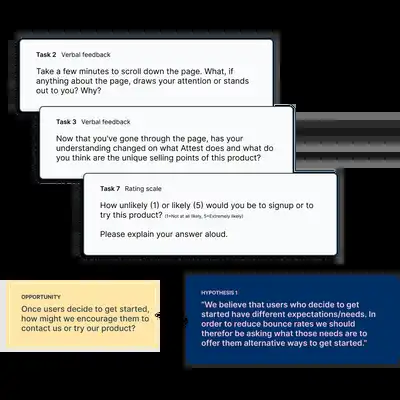 Task 2 Verbal feedback
Take a few minutes to scroll down the page. What, if
anything about the page, draws your attention or stands
out to you? Why?
Task 3 Verbal feedback
Now that you've gone through the page, has your
understanding changed on what Attest does and what do
you think are the unique selling points of this product?
Task 7 Rating scale
How unlikely (1) or likely (5) would you be to signup or to
try this product? (1=Not at all likely, 5=Extremely likely)
Please explain your answer aloud.
OPPORTUNITY
Once users decide to get started,
how might we encourage them to
contact us or try our product?
HYPOTHESIS 1
"We believe that users who decide to get
started have different expectations/needs. In
order to reduce bounce rates we should
therefor be asking what those needs are to
offer them alternative ways to get started."